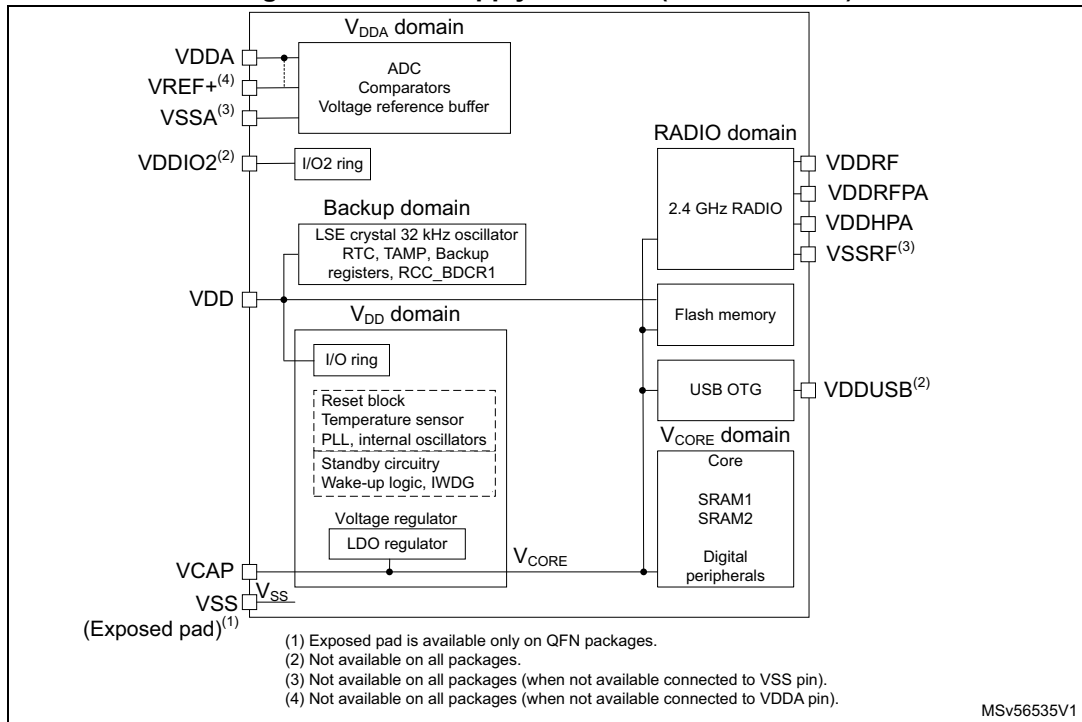 V_DDA domain
VDDA
VREF+(4)
VSSA(3)
ADC
Comparators
Voltage reference buffer
VDDIO2(2)
I/O2 ring
RADIO domain
2.4 GHz RADIO
VDDRF
VDDRFPA
VDDHPA
VSSRF(3)
Backup domain
LSE crystal 32 kHz oscillator
RTC, TAMP, Backup
registers, RCC_BDCR1
VDD
V_DD domain
I/O ring
Flash memory
Reset block
Temperature sensor
PLL, internal oscillators
Standby circuitry
Wake-up logic, IWDG
USB OTG
VDDUSB(2)
V_CORE domain
Core
SRAM1
SRAM2
Digital
peripherals
Voltage regulator
LDO regulator
V_CORE
VCAP
V_SS
VSS
(Exposed pad)(1)
(1) Exposed pad is available only on QFN packages.
(2) Not available on all packages.
(3) Not available on all packages (when not available connected to VSS pin).
(4) Not available on all packages (when not available connected to VDDA pin).
MSv56535V1